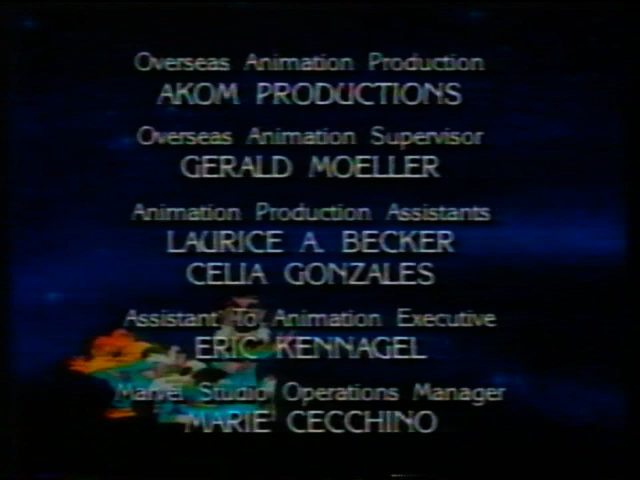 Overseas Animation Production
AKOM PRODUCTIONS
Overseas Animation Supervisor
GERALD MOELLER
Animation Production Assistants
LAURICE A. BECKER
CELIA GONZALES
Assistant To Animation Executive
ERIC KENNAGEL
Marvel Studio Operations Manager
MARIE CECCHINO